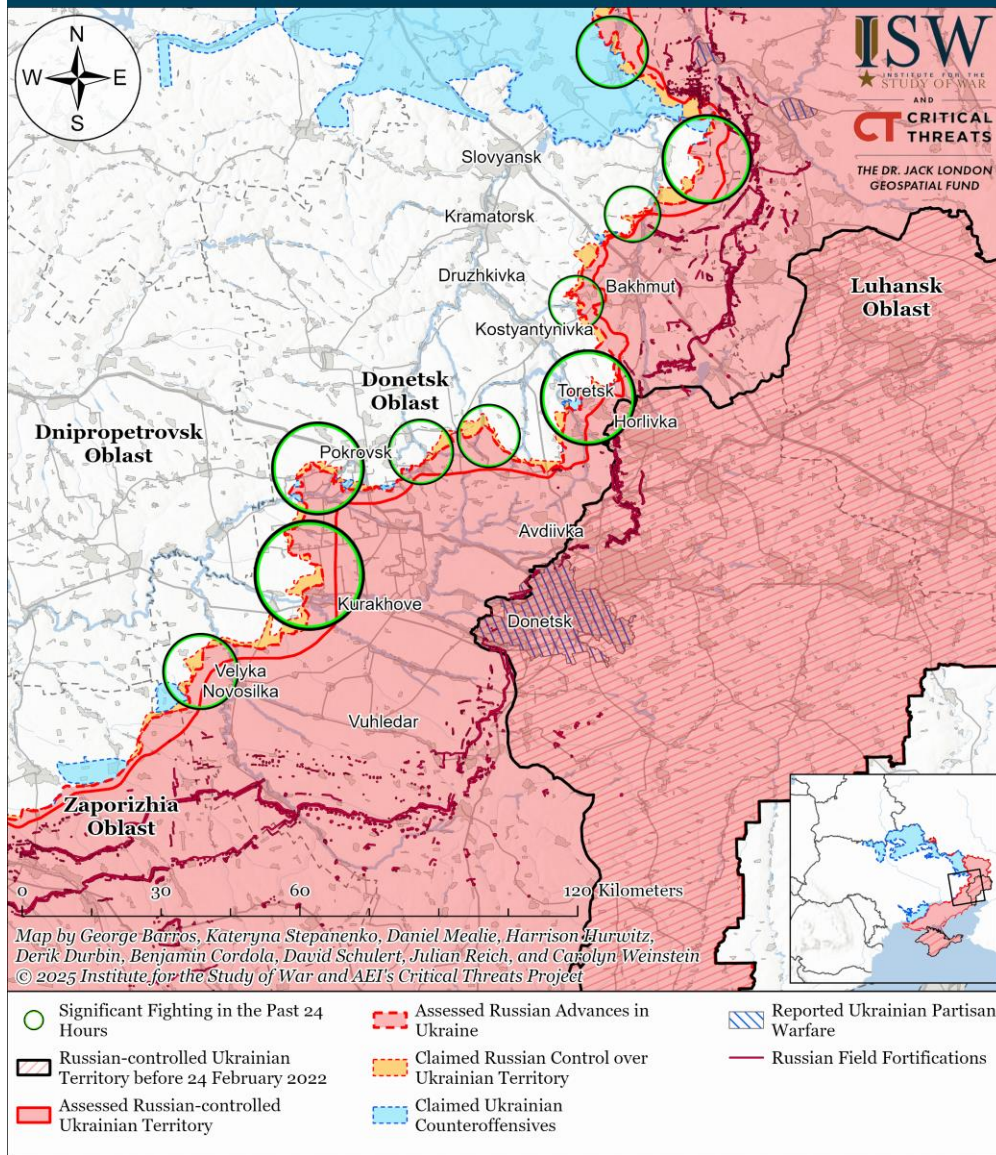 N
W E
S
ISW
INSTITUTE FOR THE
STUDY OF WAR
AND
CT CRITICAL
THREATS
THE DR. JACK LONDON
GEOSPATIAL FUND
Slovyansk
Kramatorsk
Druzhkivka
Bakhmut
Luhansk
Oblast
Kostyantynivka
Donetsk
Oblast
Toretsk
Horlivka
Dnipropetrovsk
Oblast
Pokrovsk
Avdiivka
Kurakhove
Donetsk
Velyka
Novosilka
Vuhledar
Zaporizhia
Oblast
0 30 60 120 Kilometers
Map by George Barros, Kateryna Stepanenko, Daniel Mealie, Harrison Hurwitz,
Derik Durbin, Benjamin Cordola, David Schulert, Julian Reich, and Carolyn Weinstein
© 2025 Institute for the Study of War and AEI's Critical Threats Project
Significant Fighting in the Past 24
Hours
Russian-controlled Ukrainian
Territory before 24 February 2022
Assessed Russian-controlled
Ukrainian Territory
Assessed Russian Advances in
Ukraine
Claimed Russian Control over
Ukrainian Territory
Claimed Ukrainian
Counteroffensives
Reported Ukrainian Partisan
Warfare
Russian Field Fortifications